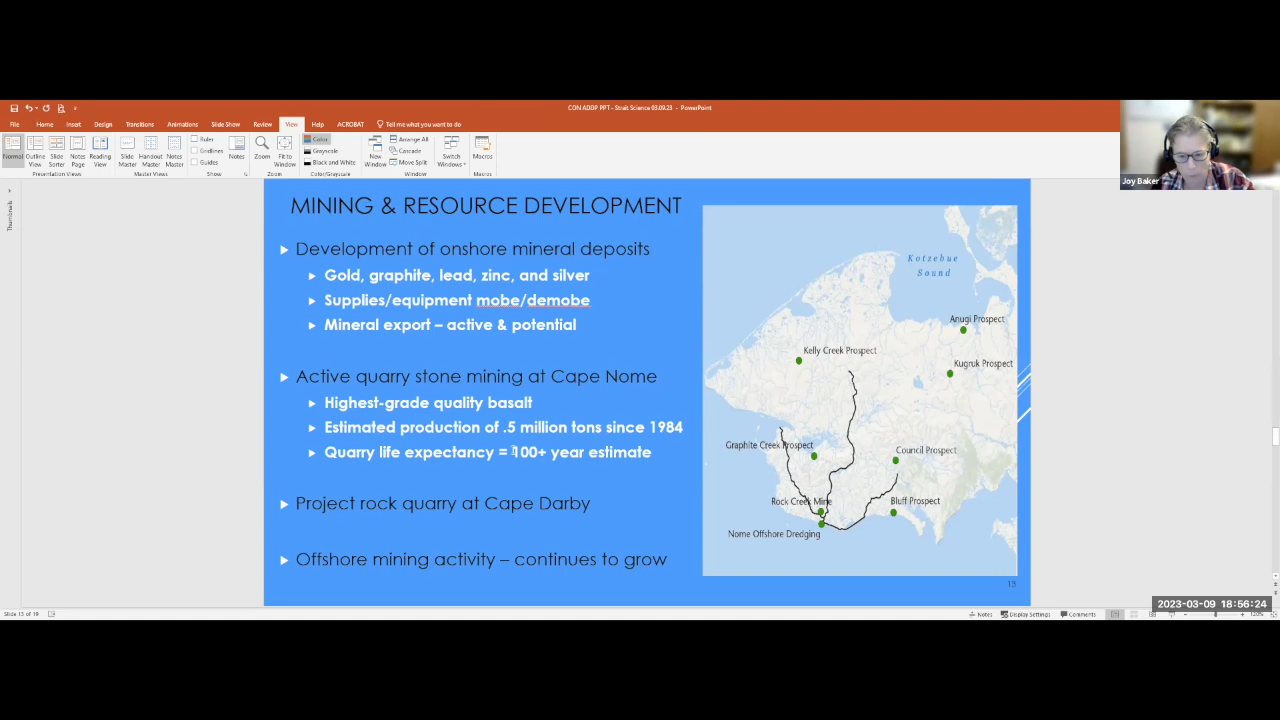 CON ADDP PPT - Strait Science 03.09.23 - PowerPoint
File Home Insert Design Transitions Animations Slide Show Review View Help ACROBAT Tell me what you want to do
Normal Outline View Slide Sorter Notes Page Reading View
Presentation Views
Slide Master Handout Master Notes Master
Master Views
Ruler
Gridlines
Guides
Show
Notes
Zoom Fit to Window
Zoom
Color
Grayscale
Black and White
Color/Grayscale
New Window
Arrange All
Cascade
Move Split
Window
Switch Windows
Macros
Macros
Joy Baker
Thumbnails
MINING & RESOURCE DEVELOPMENT
Development of onshore mineral deposits
Gold, graphite, lead, zinc, and silver
Supplies/equipment mobe/demobe
Mineral export – active & potential
Active quarry stone mining at Cape Nome
Highest-grade quality basalt
Estimated production of .5 million tons since 1984
Quarry life expectancy = 100+ year estimate
Project rock quarry at Cape Darby
Offshore mining activity – continues to grow
Kotzebue
Sound
Anugi Prospect
Kelly Creek Prospect
Kugruk Prospect
Graphite Creek Prospect
Council Prospect
Rock Creek Mine
Bluff Prospect
Nome Offshore Dredging
13
Slide 13 of 19
Notes Display Settings Comments
2023-03-09 18:56:24